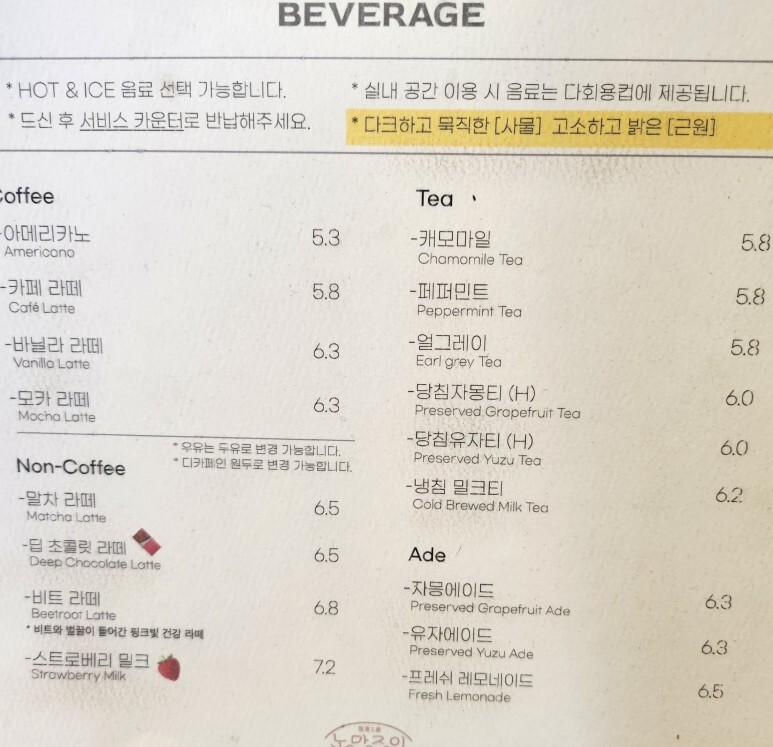 BEVERAGE
* HOT & ICE 음료 선택 가능합니다.
* 드신 후 서비스 카운터로 반납해주세요.
* 실내 공간 이용 시 음료는 다회용컵에 제공됩니다.
* 다크하고 묵직한 [사물] 고소하고 밝은 [근원]
Coffee
-아메리카노 5.3
Americano
-카페 라떼 5.8
Café Latte
-바닐라 라떼 6.3
Vanilla Latte
-모카 라떼 6.3
Mocha Latte
* 우유는 두유로 변경 가능합니다.
* 디카페인 원두로 변경 가능합니다.
Non-Coffee
-말차 라떼 6.5
Matcha Latte
-딥 초콜릿 라떼 6.5
Deep Chocolate Latte
-비트 라떼 6.8
Beetroot Latte
* 비트와 벌꿀이 들어간 핑크빛 건강 라떼
-스트로베리 밀크 7.2
Strawberry Milk
Tea
-캐모마일 5.8
Chamomile Tea
-페퍼민트 5.8
Peppermint Tea
-얼그레이 5.8
Earl grey Tea
-당침자몽티 (H) 6.0
Preserved Grapefruit Tea
-당침유자티 (H) 6.0
Preserved Yuzu Tea
-냉침 밀크티 6.2
Cold Brewed Milk Tea
Ade
-자몽에이드 6.3
Preserved Grapefruit Ade
-유자에이드 6.3
Preserved Yuzu Ade
-프레쉬 레모네이드 6.5
Fresh Lemonade